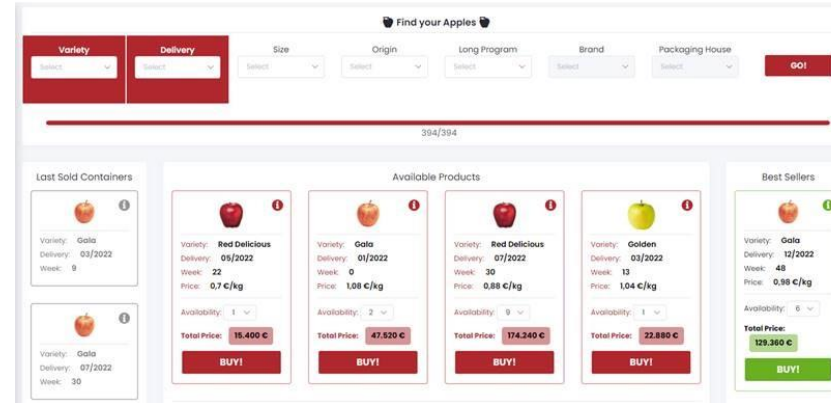 Find your Apples
Variety
Delivery
Size
Origin
Long Program
Brand
Packaging House
Select
Select
Select
Select
Select
Select
Select
GO!
394/394
Last Sold Containers
Variety: Gala
Delivery: 03/2022
Week: 9
Variety: Gala
Delivery: 07/2022
Week: 30
Available Products
Variety: Red Delicious
Delivery: 05/2022
Week: 22
Price: 0,7 €/kg
Availability: 1
Total Price: 15.400 €
BUY!
Variety: Gala
Delivery: 01/2022
Week: 0
Price: 1,08 €/kg
Availability: 2
Total Price: 47.520 €
BUY!
Variety: Red Delicious
Delivery: 07/2022
Week: 30
Price: 0,88 €/kg
Availability: 9
Total Price: 174.240 €
BUY!
Variety: Golden
Delivery: 03/2022
Week: 13
Price: 1,04 €/kg
Availability: 1
Total Price: 22.880 €
BUY!
Best Sellers
Variety: Gala
Delivery: 12/2022
Week: 48
Price: 0,98 €/kg
Availability: 6
Total Price:
129.360 €
BUY!